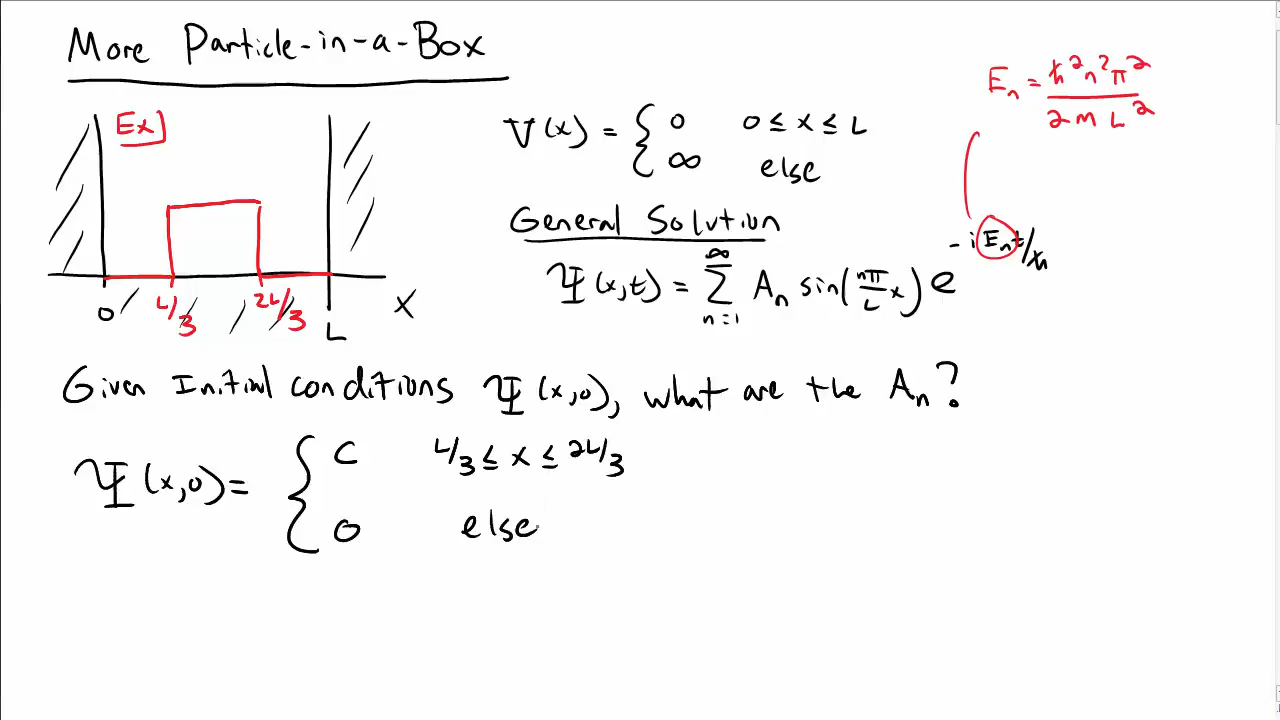 More Particle-in-a-Box
Eₙ = ħ²n²π² / 2mL²
Ex]
V(x) = { 0 0 ≤ x ≤ L
∞ else
General Solution
Ψ(x,t) = ∑ₙ₌₁^∞ Aₙ sin(nπ/L x) e^(-iEₙt/ħ)
0 L/3 2L/3 L x
Given Initial conditions Ψ(x,0), what are the Aₙ?
Ψ(x,0) = { C L/3 ≤ x ≤ 2L/3
0 else